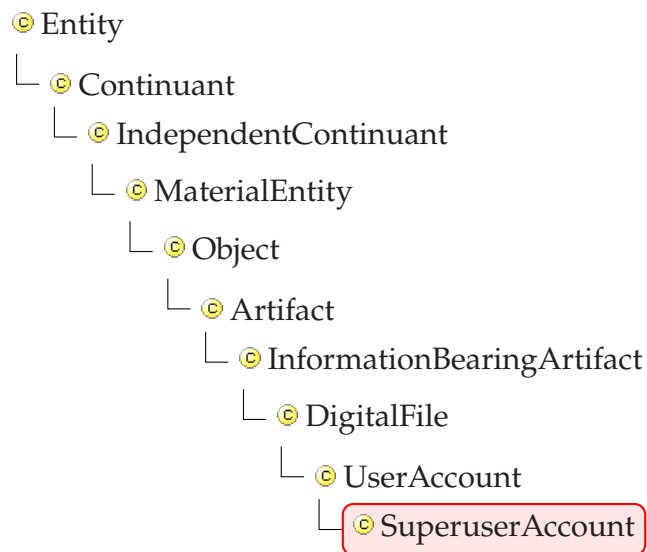 Entity
Continuant
IndependentContinuant
MaterialEntity
Object
Artifact
InformationBearingArtifact
DigitalFile
UserAccount
SuperuserAccount